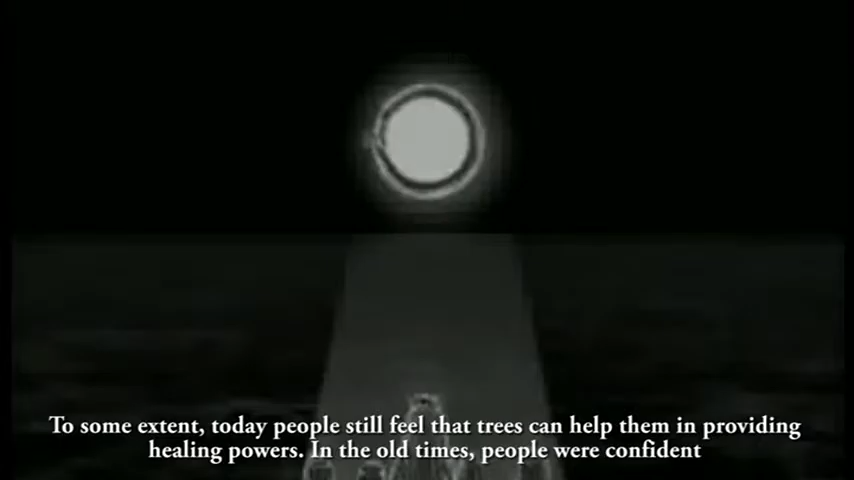 To some extent, today people still feel that trees can help them in providing
healing powers. In the old times, people were confident